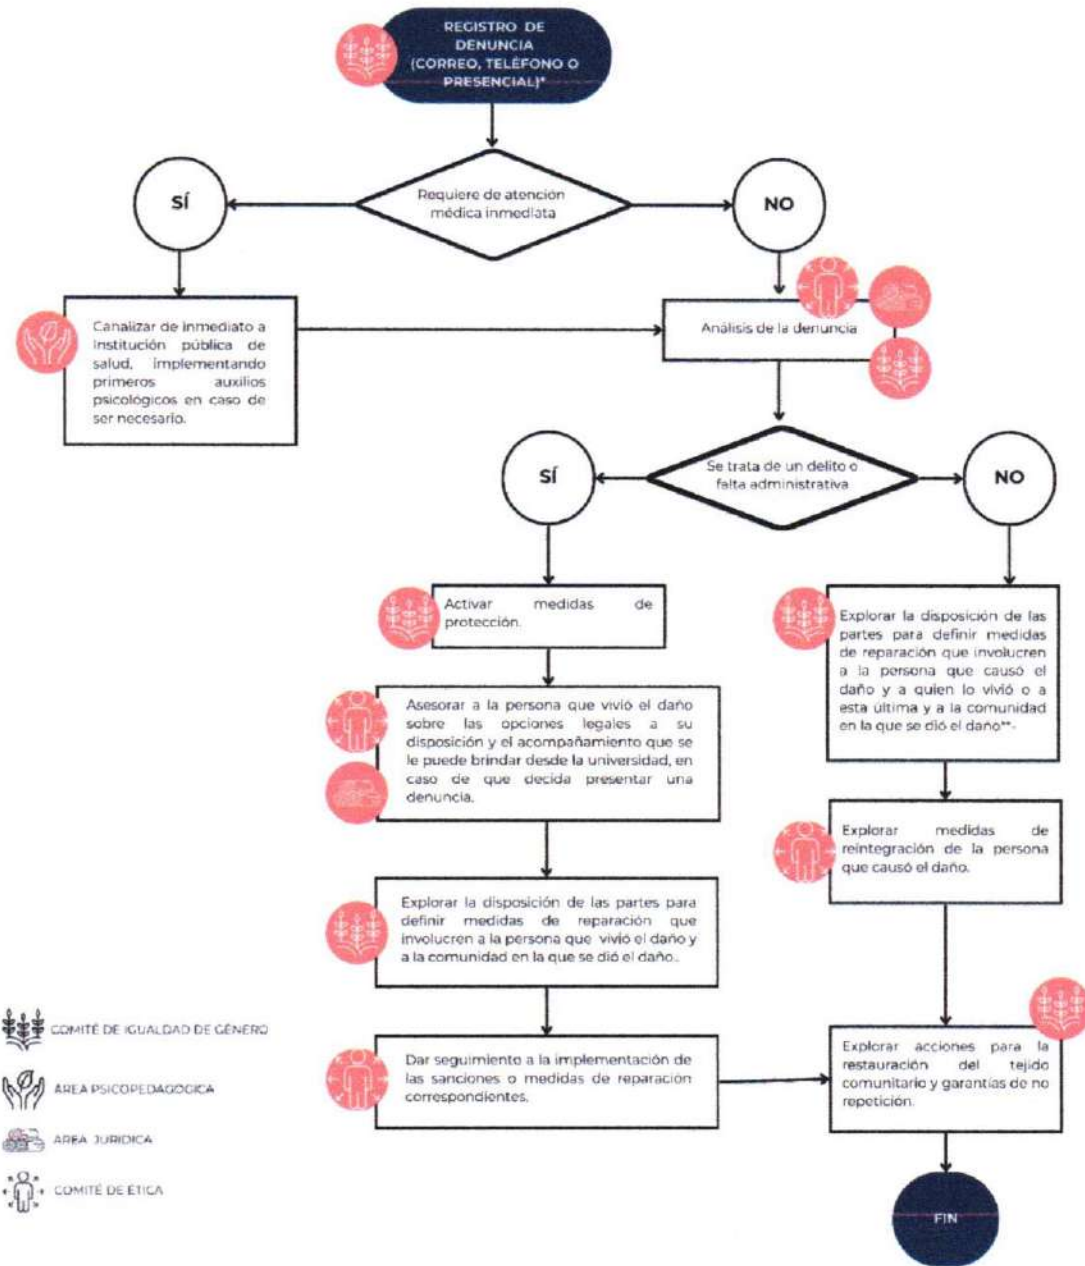 REGISTRO DE
DENUNCIA
(CORREO, TELÉFONO O
PRESENCIAL)*
Requiere de atención
médica inmediata
SÍ
NO
Canalizar de inmediato a
Institución pública de
salud, implementando
primeros auxilios
psicológicos en caso de
ser necesario.
Análisis de la denuncia
Se trata de un delito o
falta administrativa
SÍ
NO
Activar medidas de
protección.
Asesorar a la persona que vivió el daño
sobre las opciones legales a su
disposición y el acompañamiento que se
le puede brindar desde la universidad, en
caso de que decida presentar una
denuncia.
Explorar la disposición de las partes para
definir medidas de reparación que
involucren a la persona que vivió el daño y
a la comunidad en la que se dió el daño..
Dar seguimiento a la implementación de
las sanciones o medidas de reparación
correspondientes.
Explorar la disposición de las
partes para definir medidas
de reparación que involucren
a la persona que causó el
daño y a quien lo vivió o a
esta última y a la comunidad
en la que se dió el daño**-
Explorar medidas de
reintegración de la persona
que causó el daño.
Explorar acciones para la
restauración del tejido
comunitario y garantías de no
repetición.
FIN
COMITÉ DE IGUALDAD DE GÉNERO
ÁREA PSICOPEDAGÓGICA
ÁREA JURÍDICA
COMITÉ DE ÉTICA